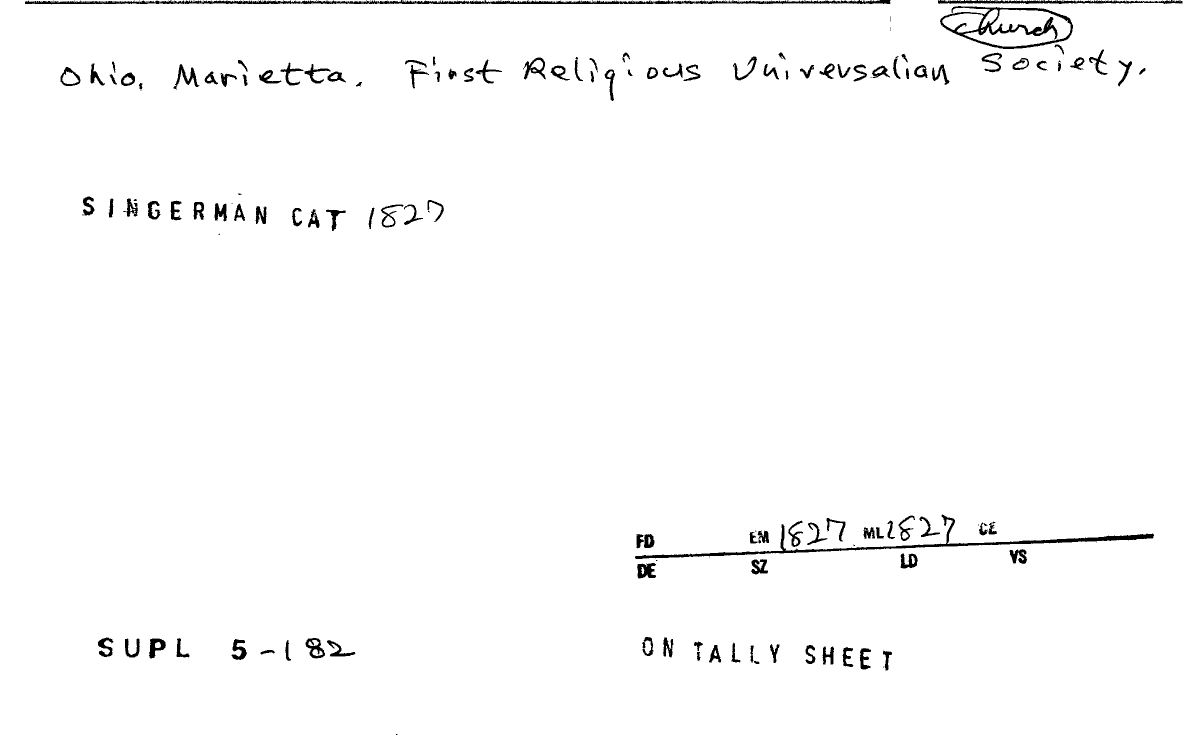 Church
Ohio, Marietta. First Religious Universalian Society.
SINGERMAN CAT 1827
FD EM 1827 ML 1827 CE
DE SZ LD VS
SUPL 5-182
ON TALLY SHEET